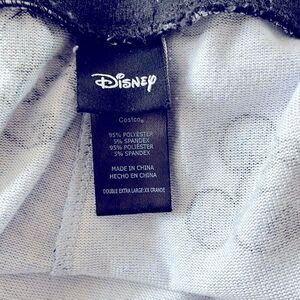 Disney
Costco
95% POLYESTER
5% SPANDEX
95% POLYESTER
5% SPANDEX
MADE IN CHINA
HECHO EN CHINA
DOUBLE EXTRA LARGE/XX GRANDE